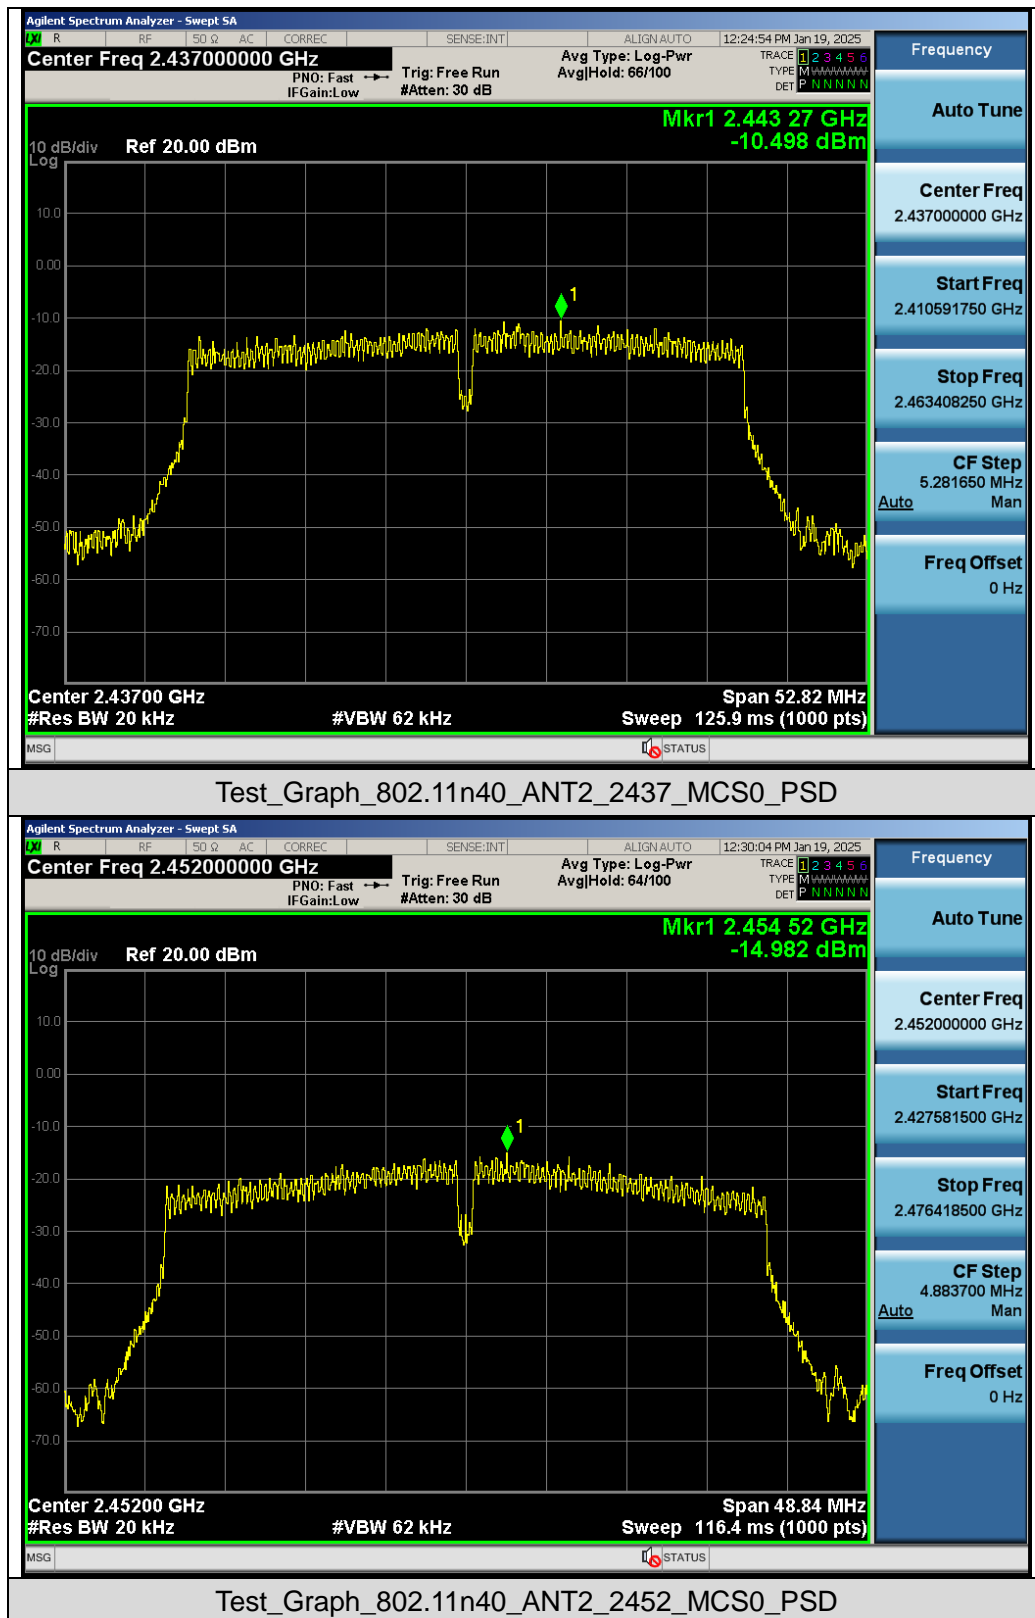 Agilent Spectrum Analyzer - Swept SA
LXI R RF 50 Ω AC CORREC SENSE:INT ALIGN AUTO 12:24:54 PM Jan 19, 2025
Center Freq 2.437000000 GHz
PNO: Fast
IFGain:Low
Trig: Free Run
#Atten: 30 dB
Avg Type: Log-Pwr
Avg|Hold: 66/100
TRACE 1 2 3 4 5 6
TYPE M WWWWW
DET P N N N N N
Mkr1 2.443 27 GHz
-10.498 dBm
10 dB/div
Log
Ref 20.00 dBm
10.0
0.00
-10.0
-20.0
-30.0
-40.0
-50.0
-60.0
-70.0
1
Center 2.43700 GHz
Span 52.82 MHz
#Res BW 20 kHz
#VBW 62 kHz
Sweep 125.9 ms (1000 pts)
MSG
STATUS
Frequency
Auto Tune
Center Freq
2.437000000 GHz
Start Freq
2.410591750 GHz
Stop Freq
2.463408250 GHz
CF Step
5.281650 MHz
Auto Man
Freq Offset
0 Hz
Test_Graph_802.11n40_ANT2_2437_MCS0_PSD
Agilent Spectrum Analyzer - Swept SA
LXI R RF 50 Ω AC CORREC SENSE:INT ALIGN AUTO 12:30:04 PM Jan 19, 2025
Center Freq 2.452000000 GHz
PNO: Fast
IFGain:Low
Trig: Free Run
#Atten: 30 dB
Avg Type: Log-Pwr
Avg|Hold: 64/100
TRACE 1 2 3 4 5 6
TYPE M WWWWW
DET P N N N N N
Mkr1 2.454 52 GHz
-14.982 dBm
10 dB/div
Log
Ref 20.00 dBm
10.0
0.00
-10.0
-20.0
-30.0
-40.0
-50.0
-60.0
-70.0
1
Center 2.45200 GHz
Span 48.84 MHz
#Res BW 20 kHz
#VBW 62 kHz
Sweep 116.4 ms (1000 pts)
MSG
STATUS
Frequency
Auto Tune
Center Freq
2.452000000 GHz
Start Freq
2.427581500 GHz
Stop Freq
2.476418500 GHz
CF Step
4.883700 MHz
Auto Man
Freq Offset
0 Hz
Test_Graph_802.11n40_ANT2_2452_MCS0_PSD